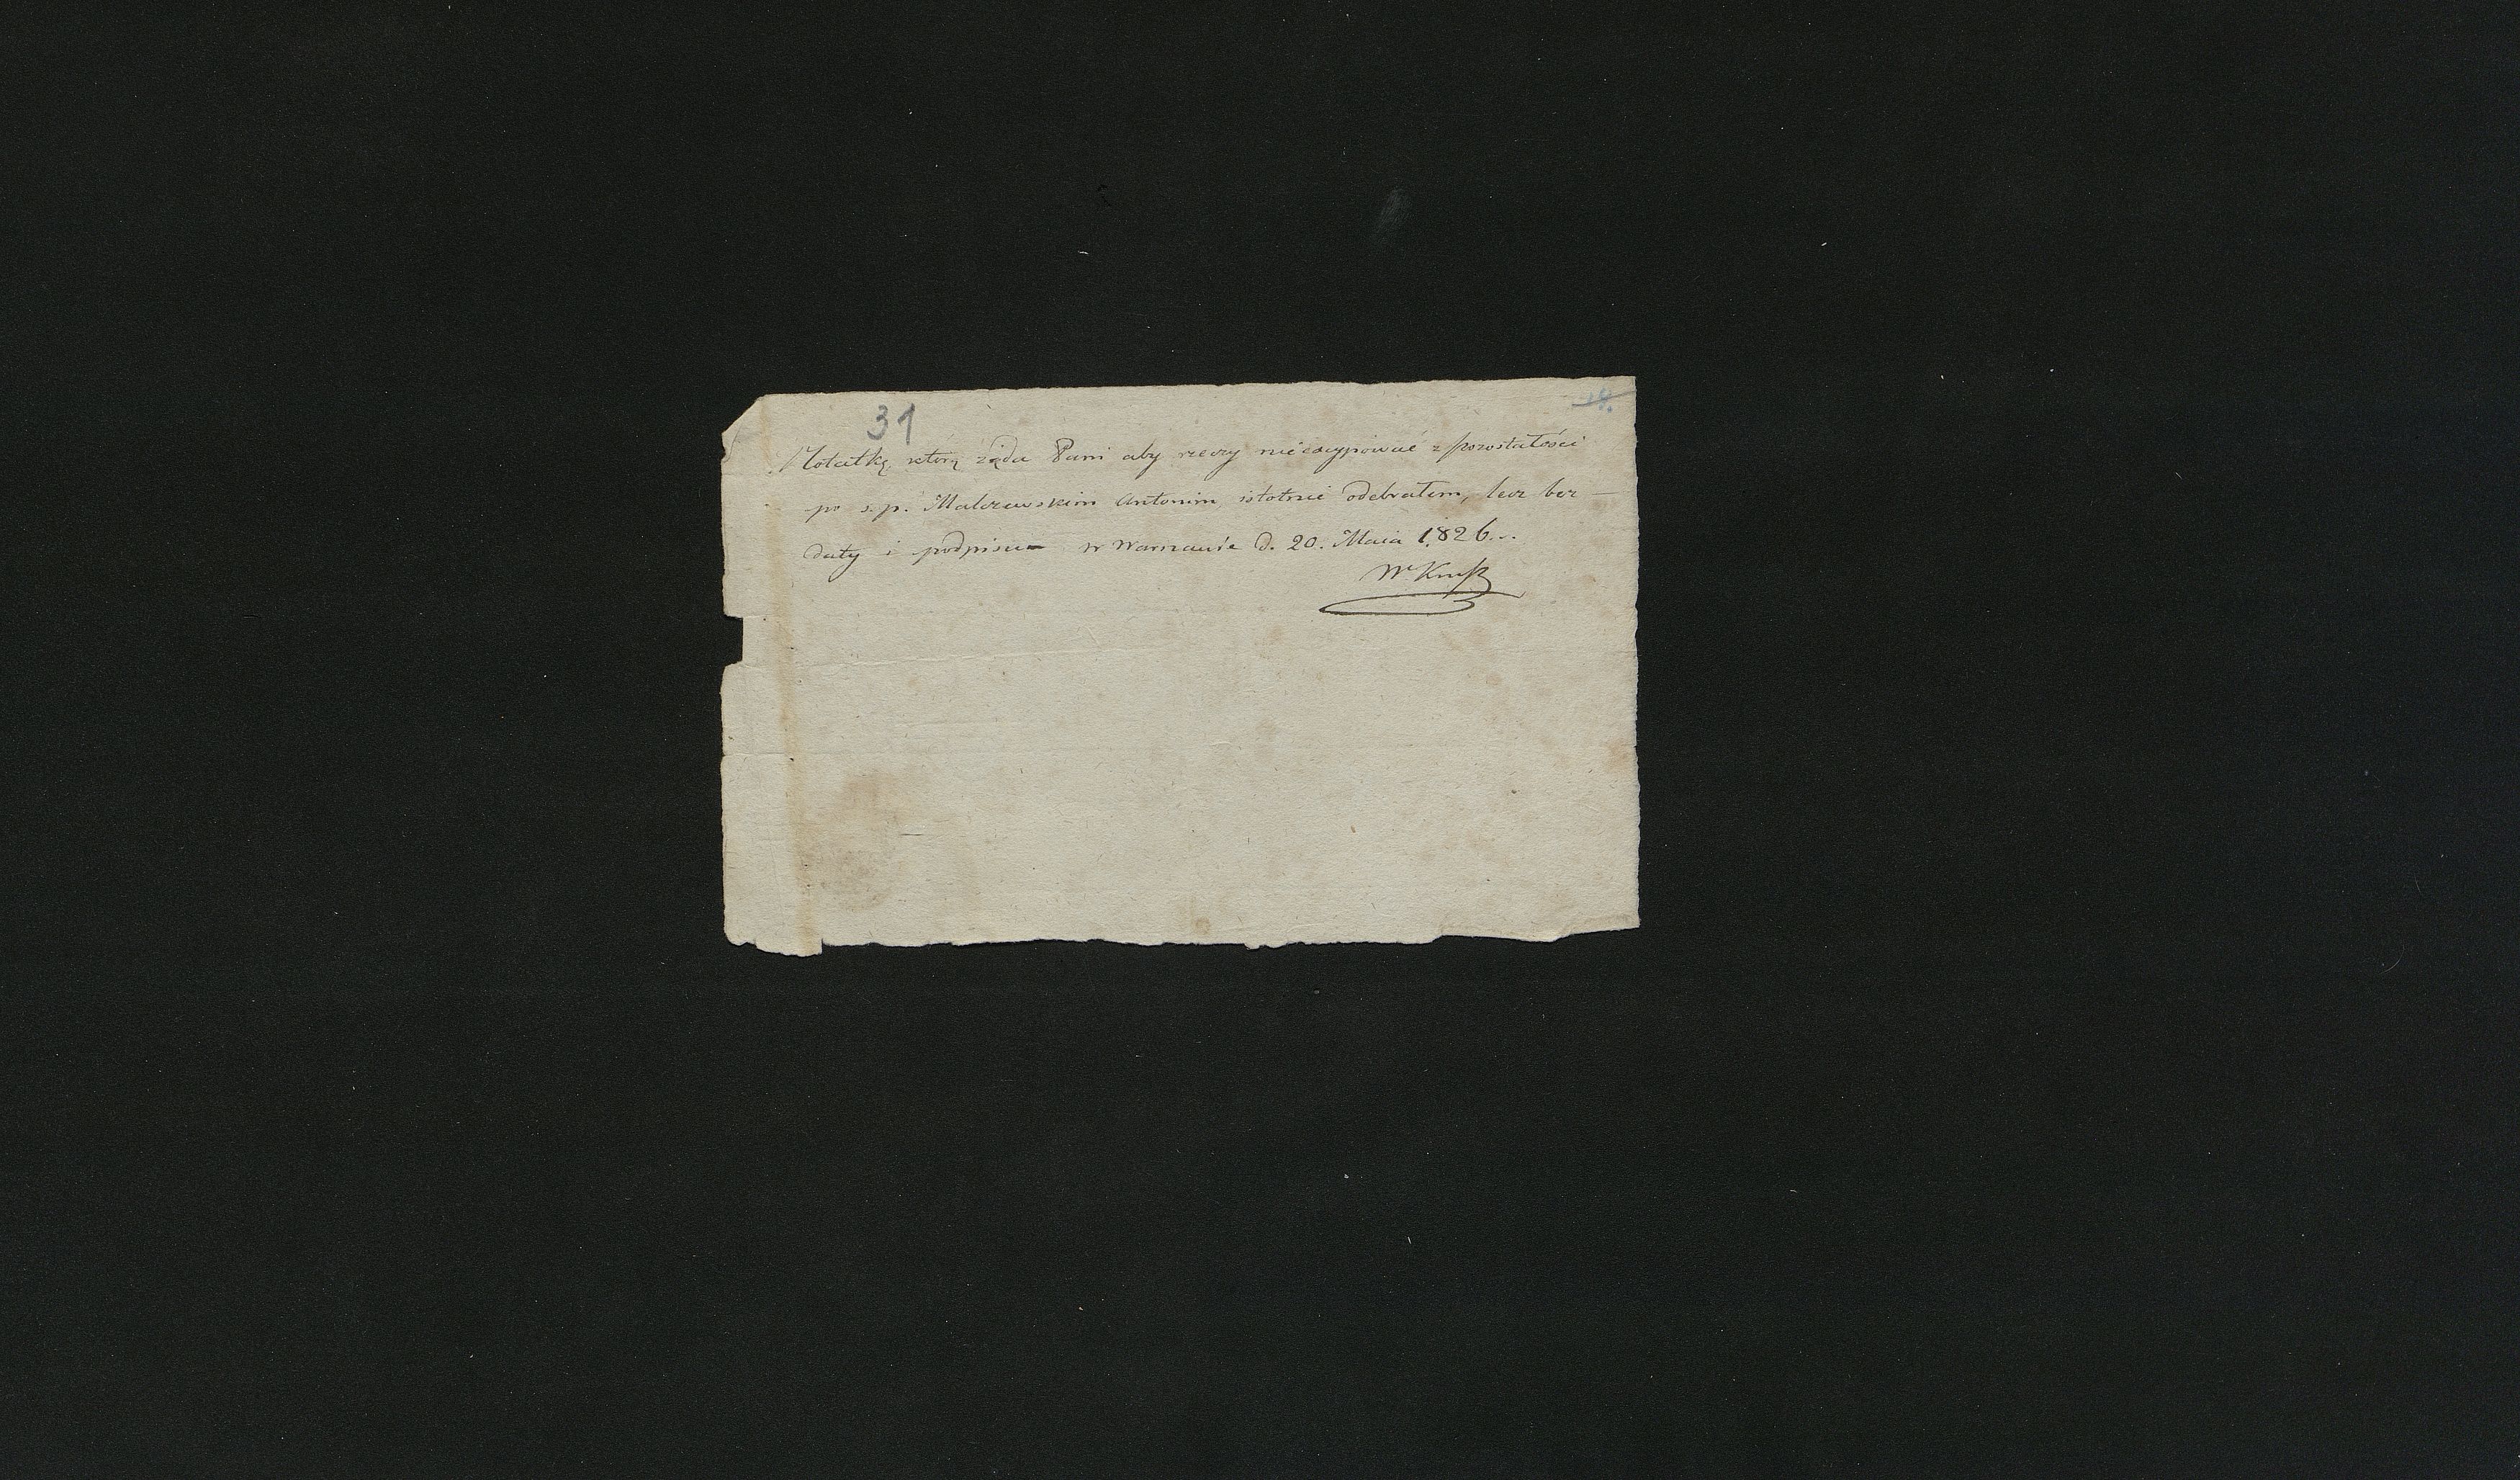 31
Notatkę którą żąda Pani aby rzeczy nie zaypować z pozostałości
po s. p. Malczewskim Antonim, istotnie odebrałem, lecz bez —
daty i podpisu — w Warszawie d. 20. Maia 1826..